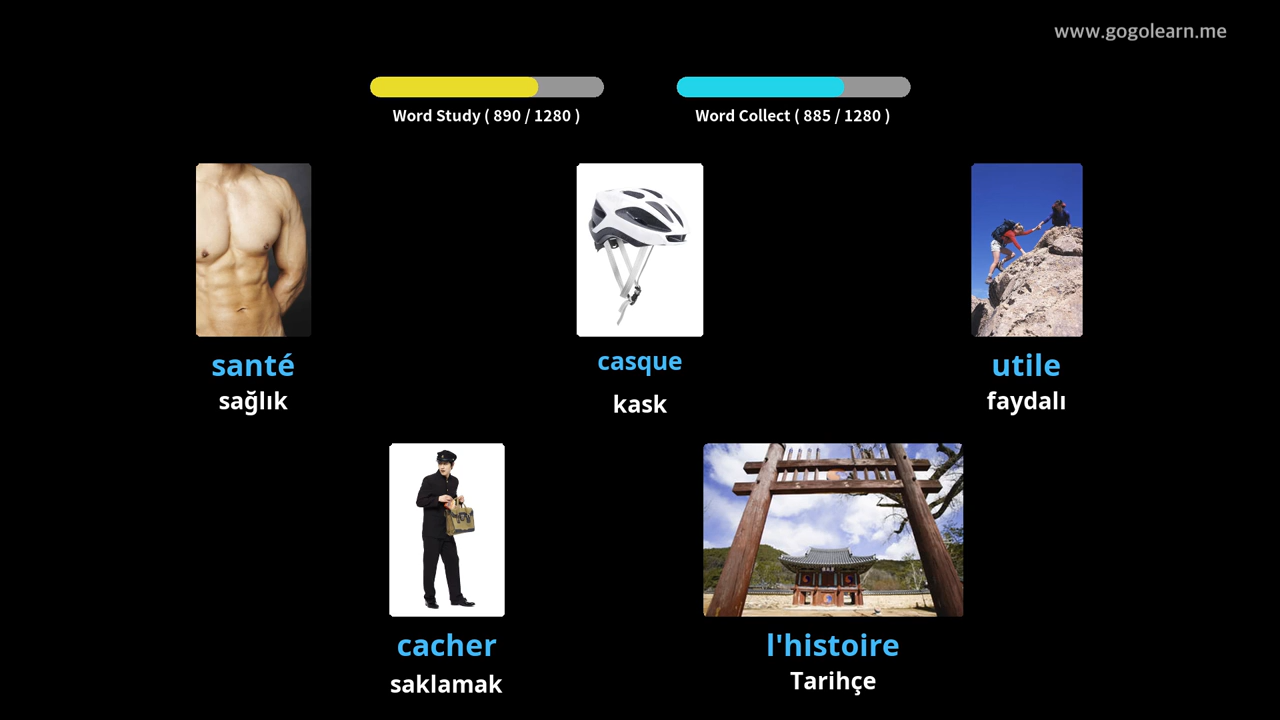 www.gogolearn.me
Word Study ( 890 / 1280 )
Word Collect ( 885 / 1280 )
santé
sağlık
casque
kask
utile
faydalı
cacher
saklamak
l'histoire
Tarihçe